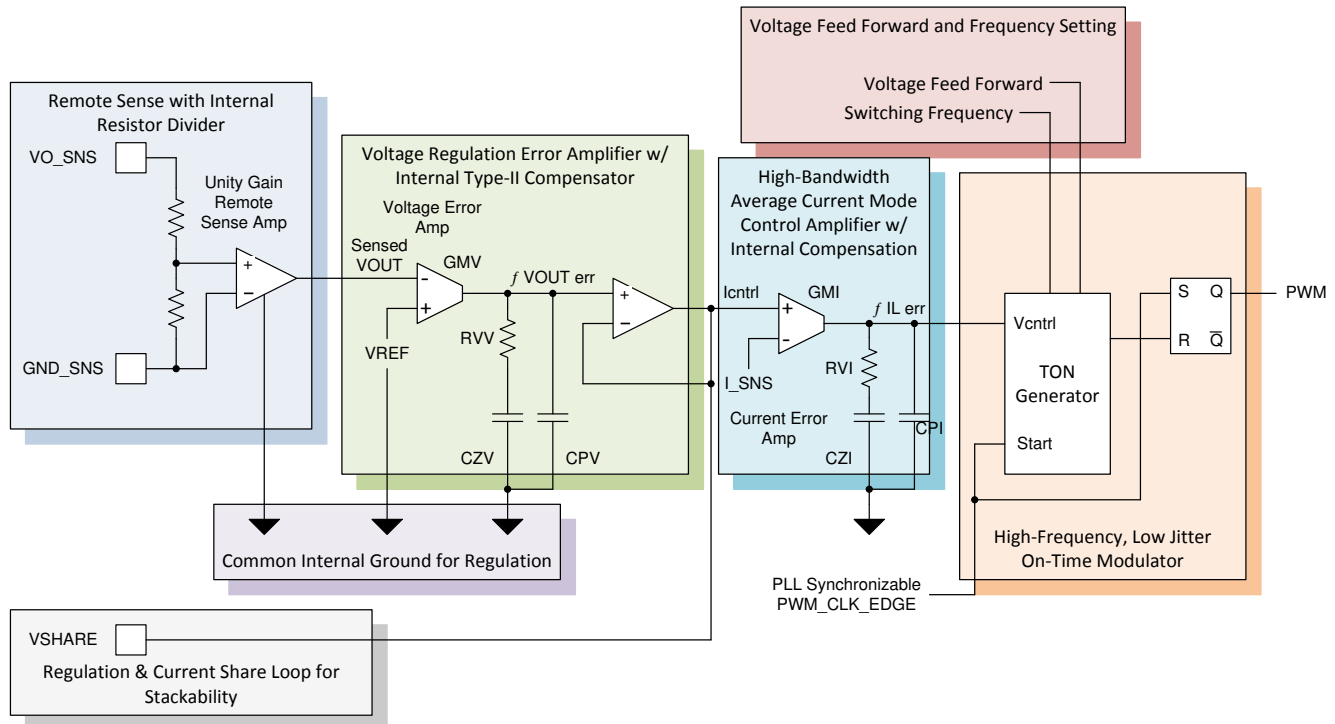 Voltage Feed Forward and Frequency Setting
Voltage Feed Forward
Switching Frequency
Remote Sense with Internal
Resistor Divider
VO_SNS
Unity Gain
Remote
Sense Amp
+
−
GND_SNS
Voltage Regulation Error Amplifier w/
Internal Type-II Compensator
Voltage Error
Amp
Sensed
VOUT
GMV
-
+
VREF
ƒ VOUT err
RVV
CZV
CPV
+
−
High-Bandwidth
Average Current Mode
Control Amplifier w/
Internal Compensation
Icntrl
GMI
+
-
I_SNS
ƒ IL err
RVI
Current Error
Amp
CPI
CZI
Vcntrl
TON
Generator
Start
S Q
R Q̅
PWM
High-Frequency, Low Jitter
On-Time Modulator
PLL Synchronizable
PWM_CLK_EDGE
Common Internal Ground for Regulation
VSHARE
Regulation & Current Share Loop for
Stackability